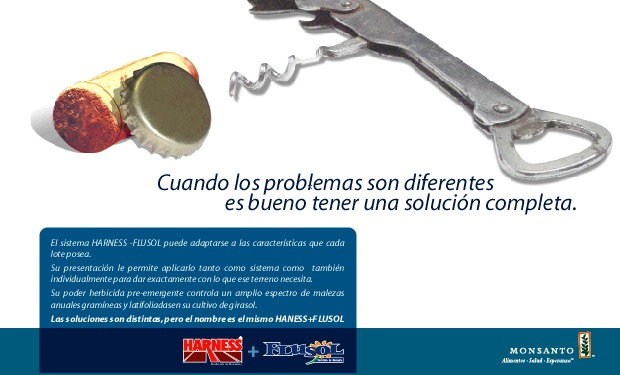 Cuando los problemas son diferentes
es bueno tener una solución completa.
El sistema HARNESS -FLUSOL puede adaptarse a las características que cada
lote posea.
Su presentación le permite aplicarlo tanto como sistema como también
individualmente para dar exactamente con lo que ese terreno necesita.
Su poder herbicida pre-emergente controla un amplio espectro de malezas
anuales gramíneas y latifoliadasen su cultivo de girasol.
Las soluciones son distintas, pero el nombre es el mismo HANESS+FLUSOL
HARNESS + FLUSOL
MONSANTO
Alimentos · Salud · Esperanza™